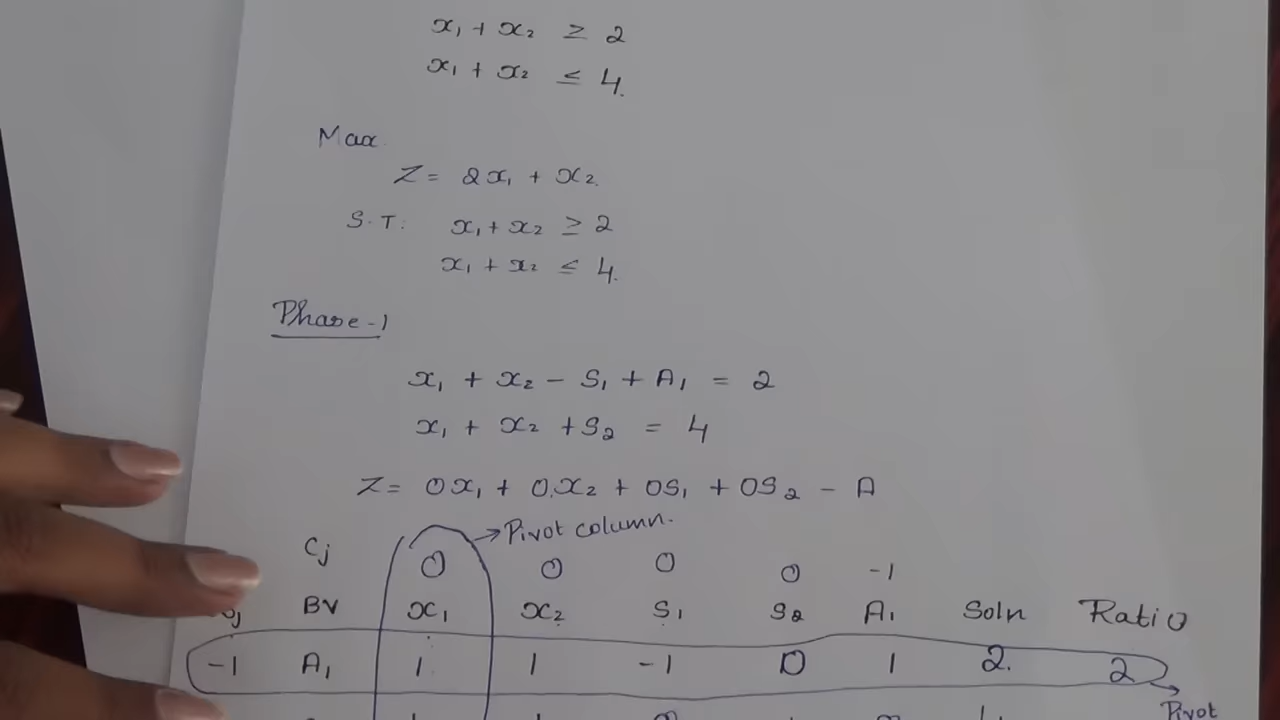 x₁ + x₂ ≥ 2
x₁ + x₂ ≤ 4.
Max
Z = 2x₁ + x₂.
S.T: x₁ + x₂ ≥ 2
x₁ + x₂ ≤ 4.
Phase-1
x₁ + x₂ - S₁ + A₁ = 2
x₁ + x₂ + S₂ = 4
Z = 0x₁ + 0.x₂ + 0S₁ + 0S₂ - A
→ Pivot column.
Cj 0 0 0 0 -1
BV x₁ x₂ S₁ S₂ A₁ Soln Ratio
-1 A₁ 1 1 -1 0 1 2. 2
→ Pivot